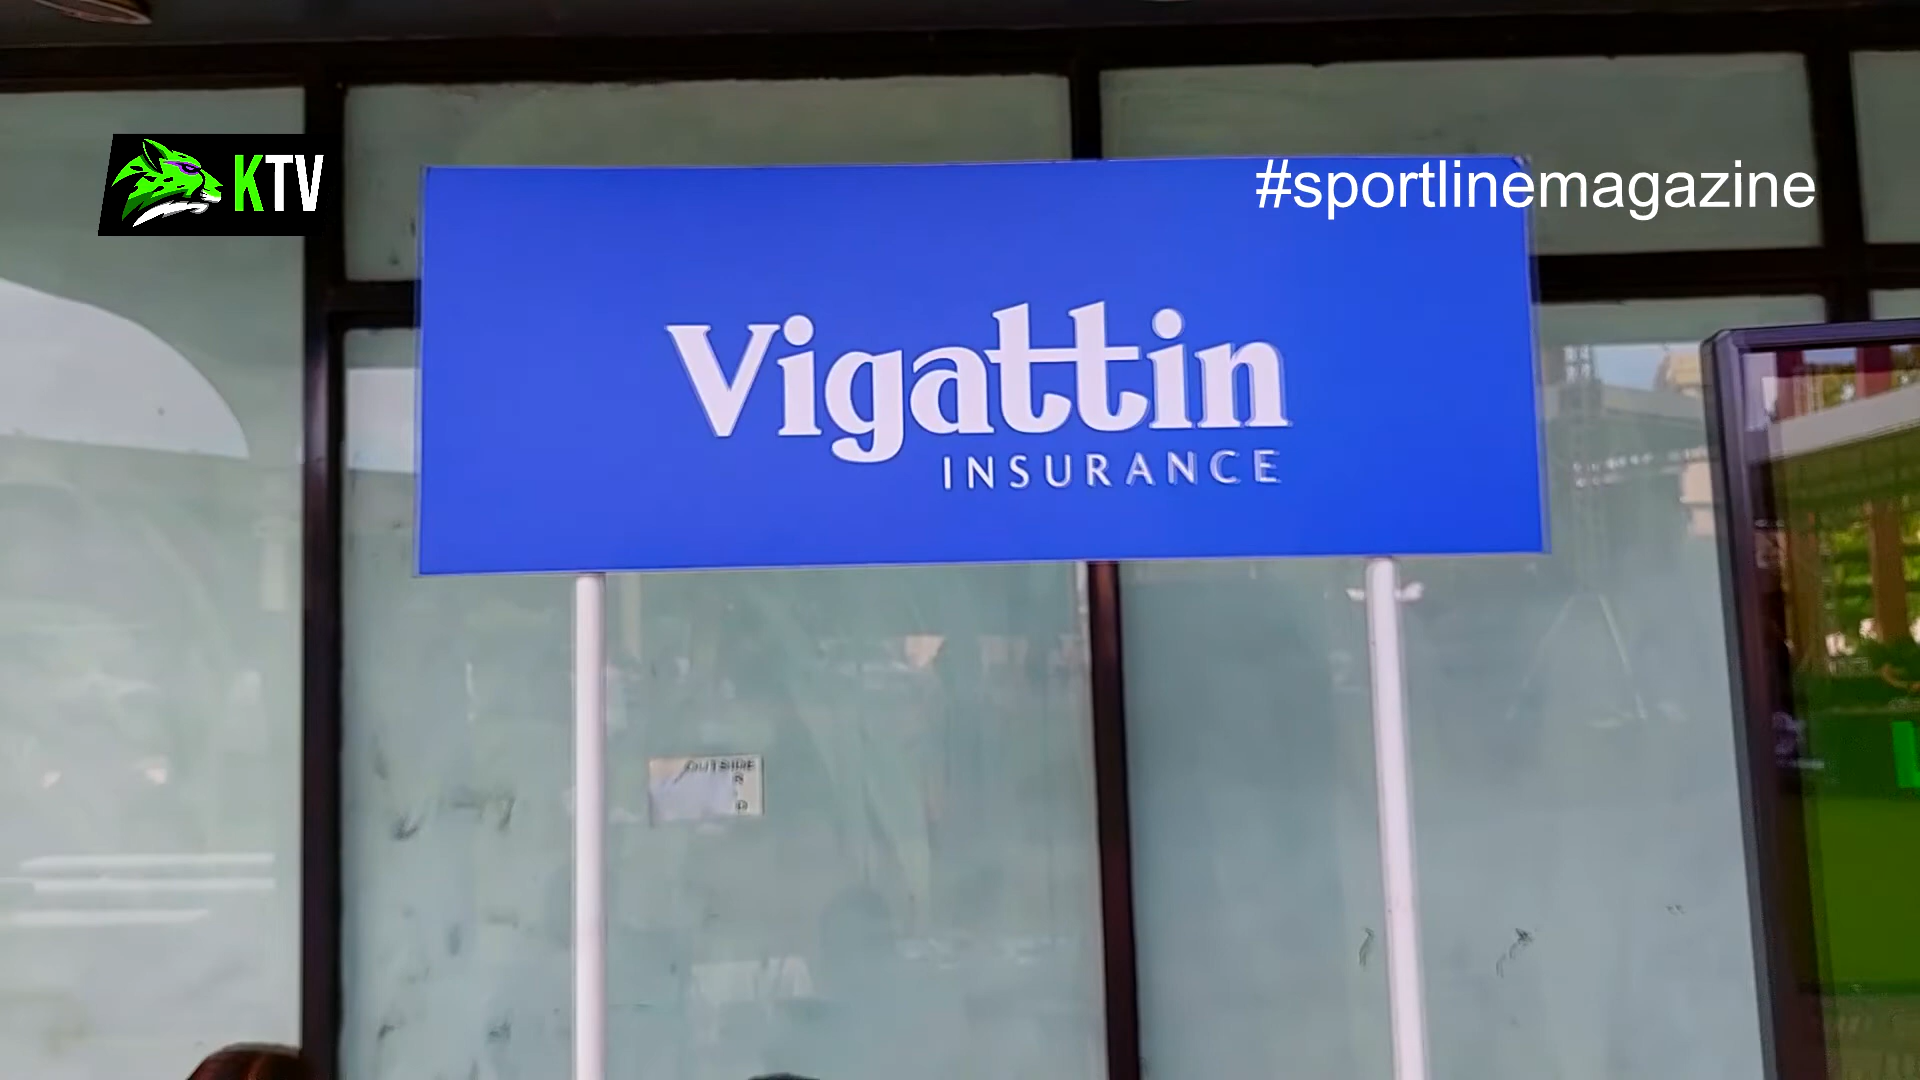 KTV
#sportlinemagazine
Vigattin
INSURANCE
OUTSIDE